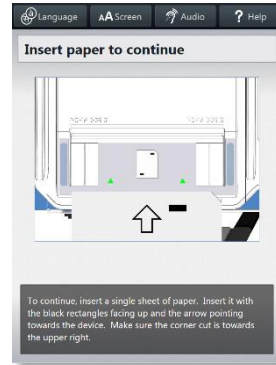 Language AA Screen Audio ? Help
Insert paper to continue
To continue, insert a single sheet of paper. Insert it with
the black rectangles facing up and the arrow pointing
towards the device. Make sure the corner cut is towards
the upper right.